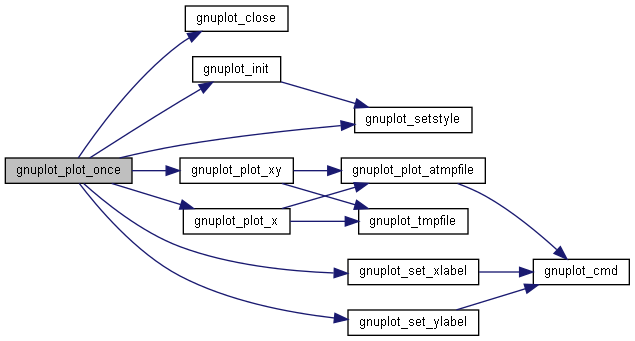 gnuplot_close
gnuplot_init
gnuplot_setstyle
gnuplot_plot_once
gnuplot_plot_xy
gnuplot_plot_atmpfile
gnuplot_plot_x
gnuplot_tmpfile
gnuplot_set_xlabel
gnuplot_cmd
gnuplot_set_ylabel